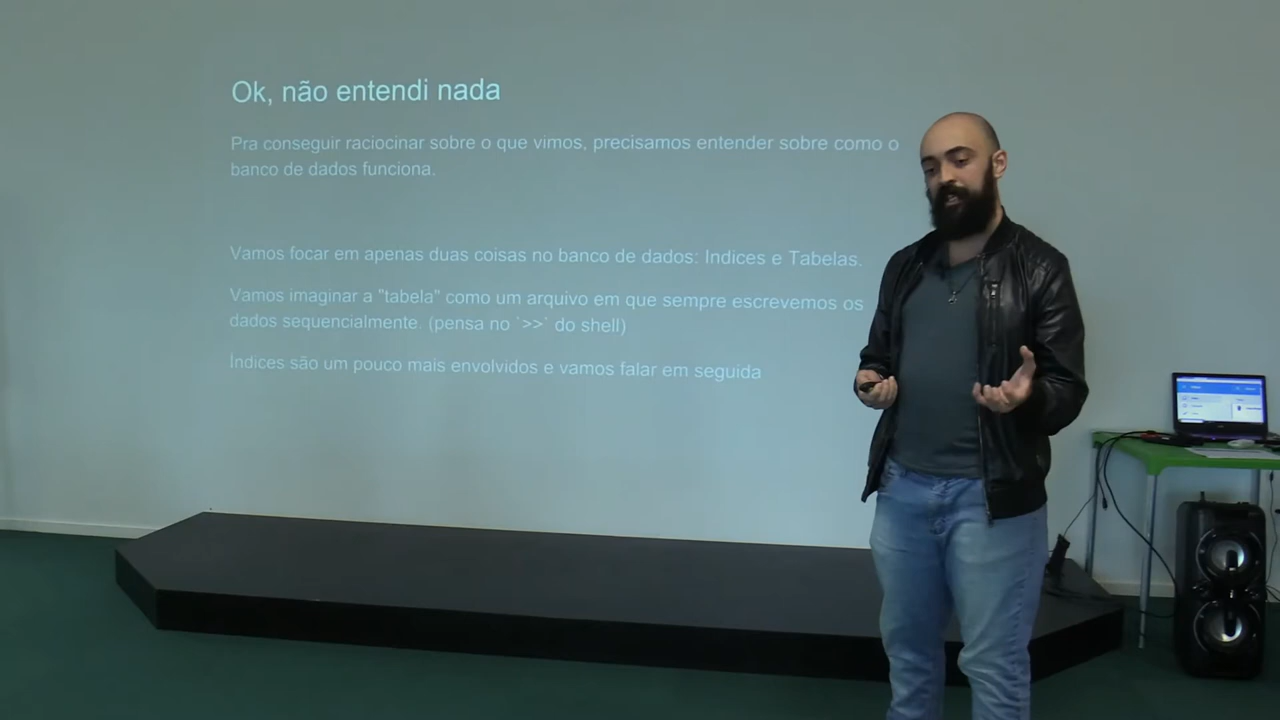 Ok, não entendi nada
Pra conseguir raciocinar sobre o que vimos, precisamos entender sobre como o
banco de dados funciona.
Vamos focar em apenas duas coisas no banco de dados: Indices e Tabelas.
Vamos imaginar a "tabela" como um arquivo em que sempre escrevemos os
dados sequencialmente (pensa no `>>` do shell)
Índices são um pouco mais envolvidos e vamos falar em seguida